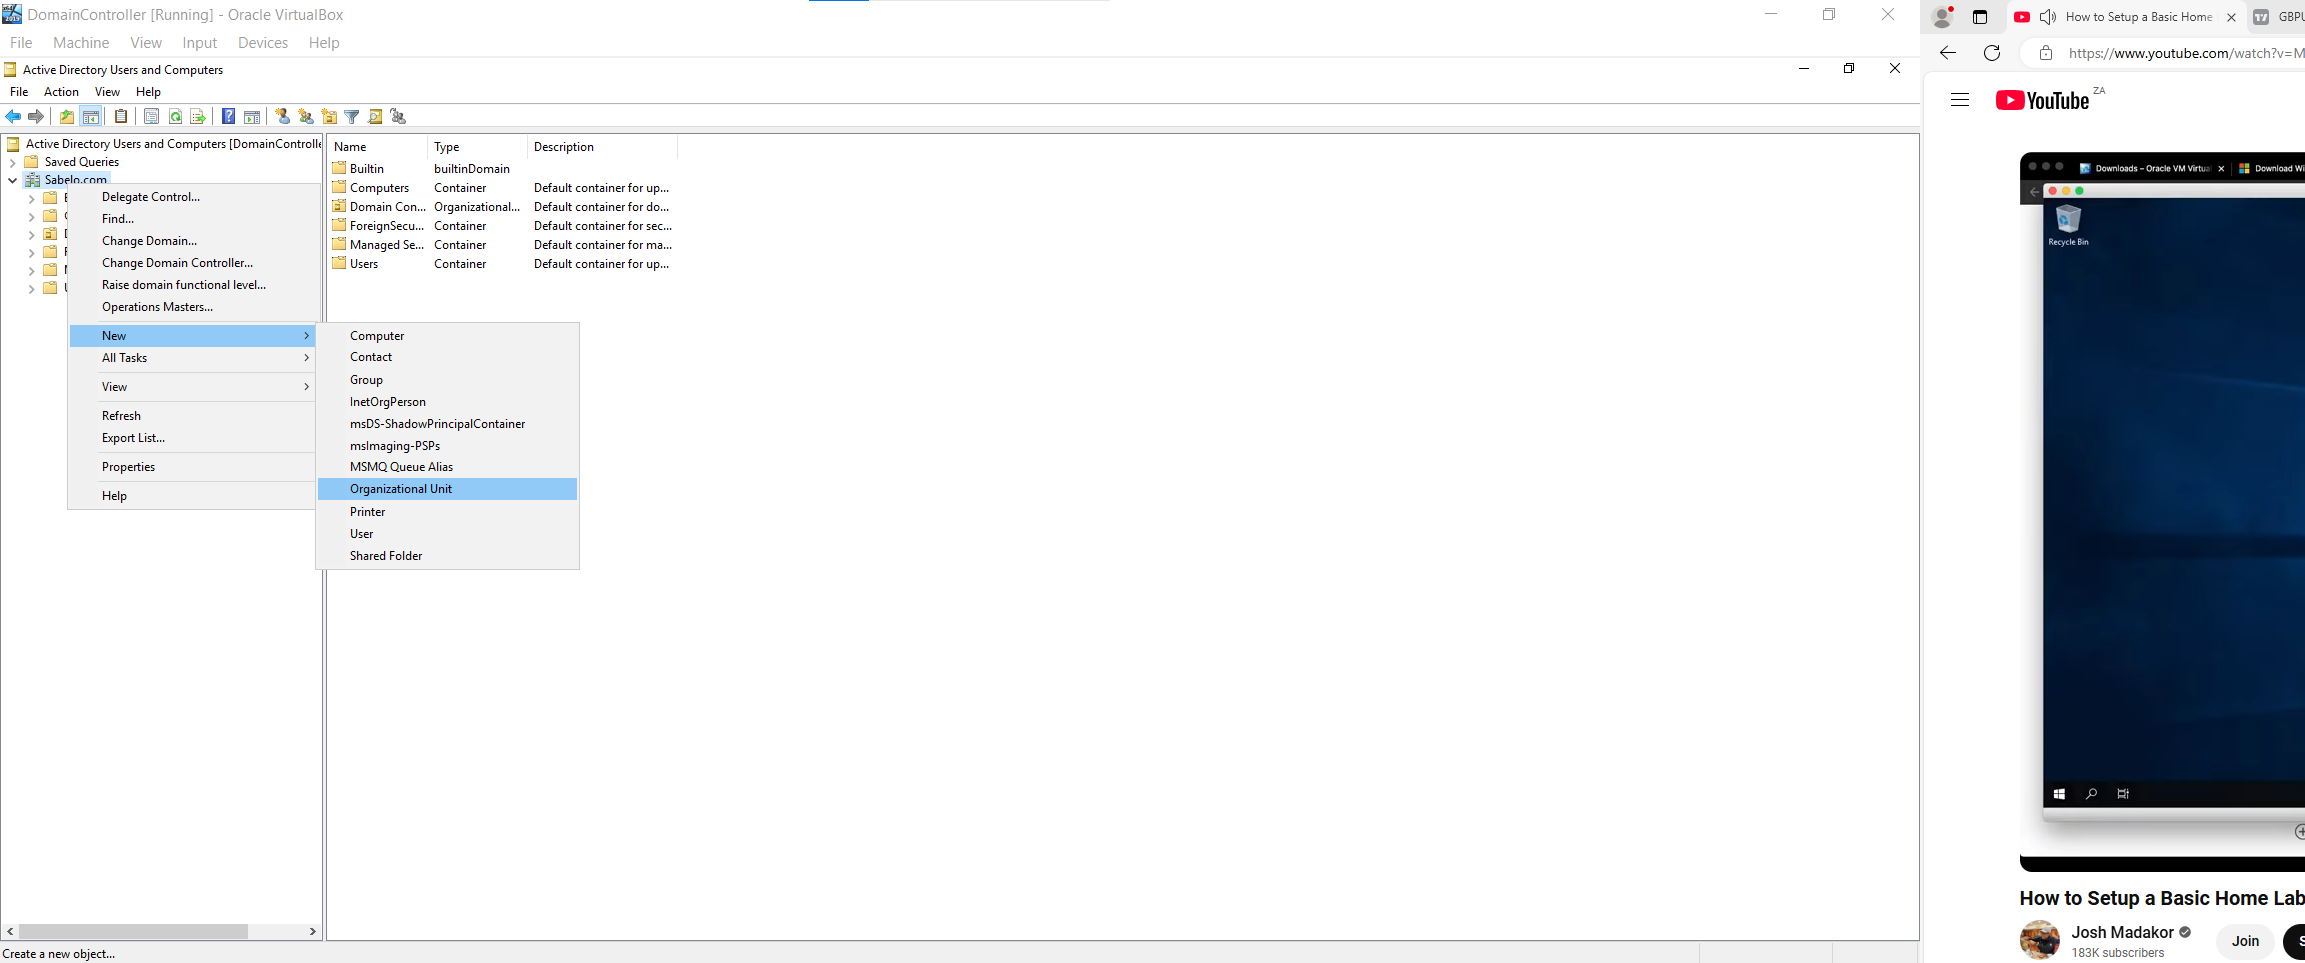 DomainController [Running] - Oracle VirtualBox
File Machine View Input Devices Help
Active Directory Users and Computers
File Action View Help
Active Directory Users and Computers [DomainControlle
Saved Queries
Sabelo.com
Delegate Control...
Find...
Change Domain...
Change Domain Controller...
Raise domain functional level...
Operations Masters...
New
All Tasks
View
Refresh
Export List...
Properties
Help
Computer
Contact
Group
InetOrgPerson
msDS-ShadowPrincipalContainer
msImaging-PSPs
MSMQ Queue Alias
Organizational Unit
Printer
User
Shared Folder
Name Type Description
Builtin builtinDomain
Computers Container Default container for up...
Domain Con... Organizational... Default container for do...
ForeignSecu... Container Default container for sec...
Managed Se... Container Default container for ma...
Users Container Default container for up...
Create a new object...
How to Setup a Basic Home
GBPU
https://www.youtube.com/watch?v=M
YouTube ZA
Downloads – Oracle VM Virtua
Download Wi
Recycle Bin
How to Setup a Basic Home Lab
Josh Madakor
183K subscribers
Join
S